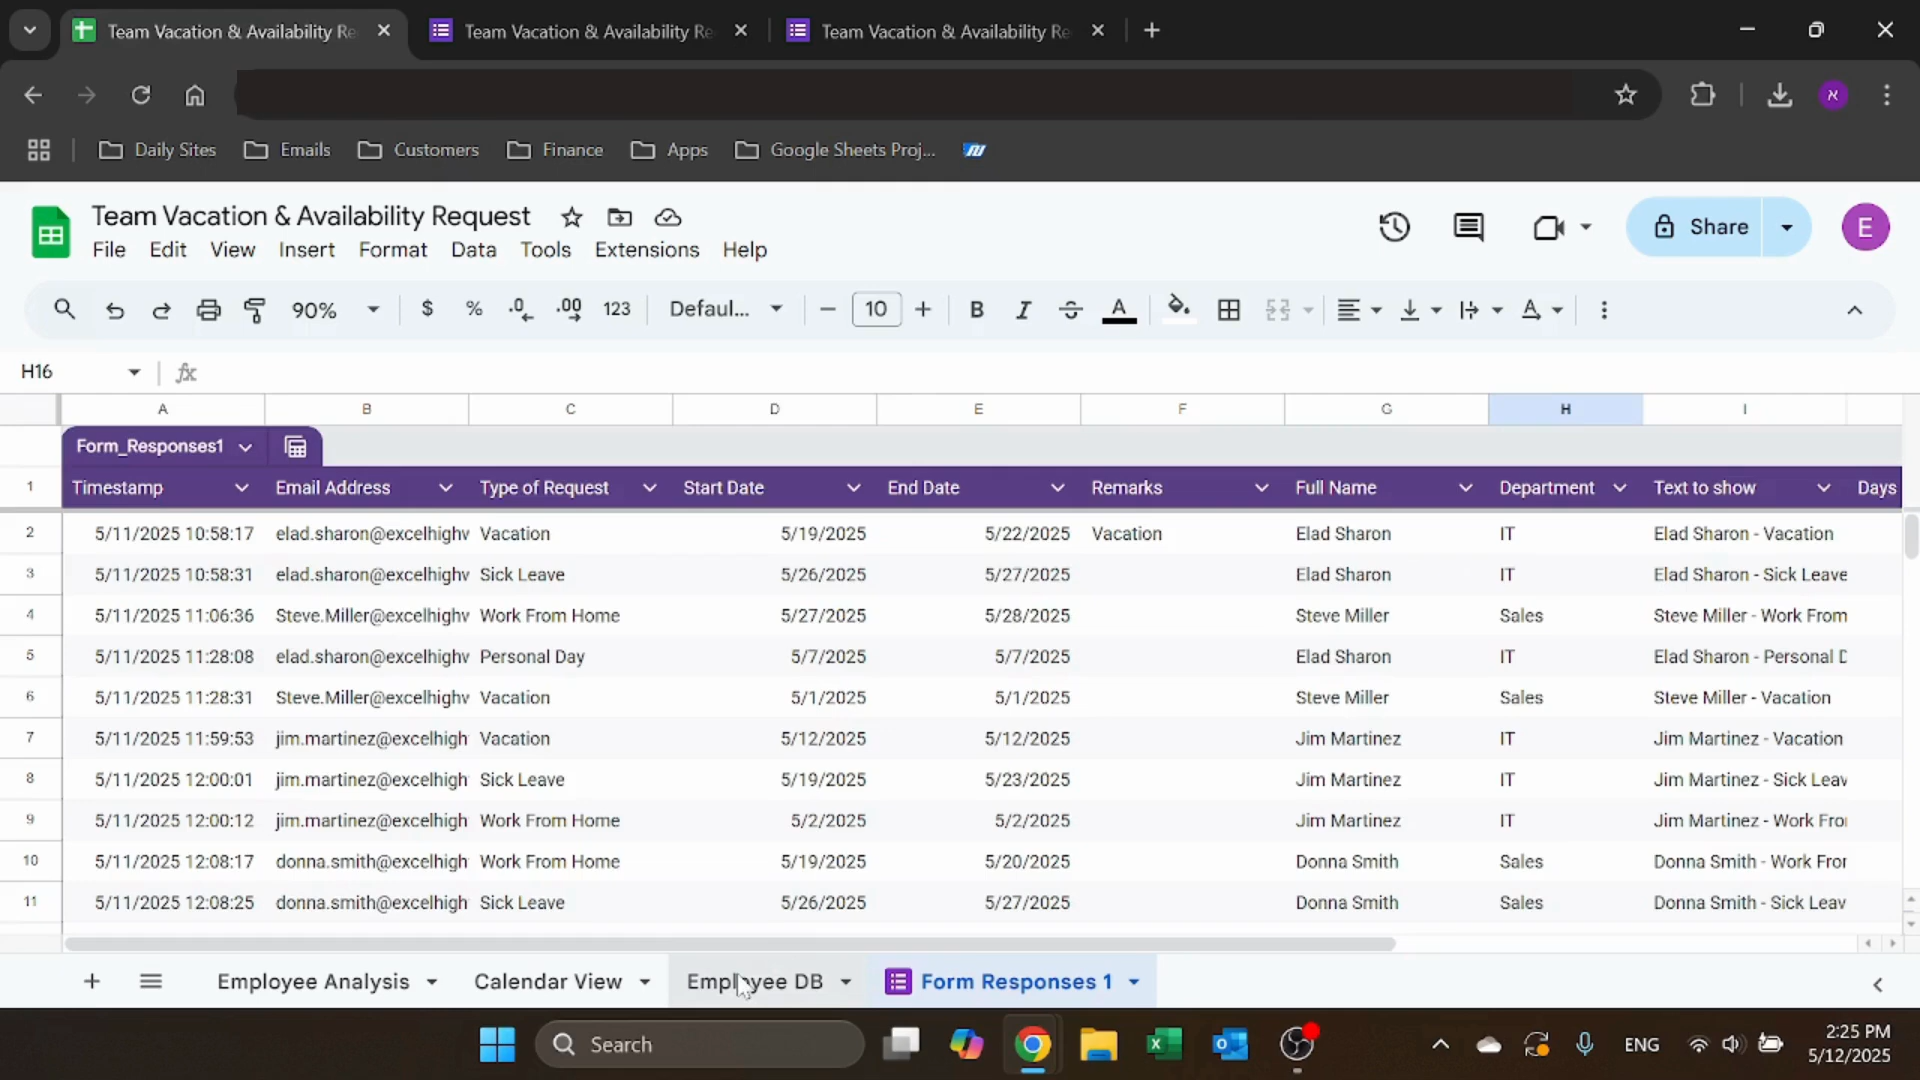 Team Vacation & Availability Re
Team Vacation & Availability Re
Team Vacation & Availability Re
Daily Sites
Emails
Customers
Finance
Apps
Google Sheets Proj...
א
Team Vacation & Availability Request
File Edit View Insert Format Data Tools Extensions Help
Share
E
90% $ % .0 .00 123 Defaul... 10 B I S A
H16 fx
A B C D E F G H I
Form_Responses1
1 Timestamp Email Address Type of Request Start Date End Date Remarks Full Name Department Text to show Days
2 5/11/2025 10:58:17 elad.sharon@excelhighv Vacation 5/19/2025 5/22/2025 Vacation Elad Sharon IT Elad Sharon - Vacation
3 5/11/2025 10:58:31 elad.sharon@excelhighv Sick Leave 5/26/2025 5/27/2025 Elad Sharon IT Elad Sharon - Sick Leave
4 5/11/2025 11:06:36 Steve.Miller@excelhighv Work From Home 5/27/2025 5/28/2025 Steve Miller Sales Steve Miller - Work From
5 5/11/2025 11:28:08 elad.sharon@excelhighv Personal Day 5/7/2025 5/7/2025 Elad Sharon IT Elad Sharon - Personal D
6 5/11/2025 11:28:31 Steve.Miller@excelhighv Vacation 5/1/2025 5/1/2025 Steve Miller Sales Steve Miller - Vacation
7 5/11/2025 11:59:53 jim.martinez@excelhigh Vacation 5/12/2025 5/12/2025 Jim Martinez IT Jim Martinez - Vacation
8 5/11/2025 12:00:01 jim.martinez@excelhigh Sick Leave 5/19/2025 5/23/2025 Jim Martinez IT Jim Martinez - Sick Leav
9 5/11/2025 12:00:12 jim.martinez@excelhigh Work From Home 5/2/2025 5/2/2025 Jim Martinez IT Jim Martinez - Work Fro
10 5/11/2025 12:08:17 donna.smith@excelhigh Work From Home 5/19/2025 5/20/2025 Donna Smith Sales Donna Smith - Work Fror
11 5/11/2025 12:08:25 donna.smith@excelhigh Sick Leave 5/26/2025 5/27/2025 Donna Smith Sales Donna Smith - Sick Leav
Employee Analysis Calendar View Employee DB Form Responses 1
Search
ENG
2:25 PM
5/12/2025